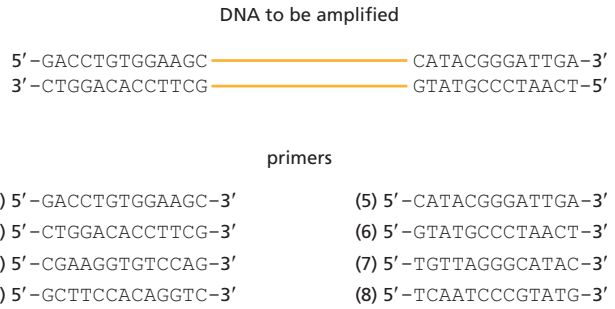 DNA to be amplified
5′–GACCTGTGGAAGC CATACGGGATTGA–3′
3′–CTGGACACCTTCG GTATGCCCTAACT–5′
primers
) 5′–GACCTGTGGAAGC–3′ (5) 5′–CATACGGGATTGA–3′
) 5′–CTGGACACCTTCG–3′ (6) 5′–GTATGCCCTAACT–3′
) 5′–CGAAGGTGTCCAG–3′ (7) 5′–TGTTAGGGCATAC–3′
) 5′–GCTTCCACAGGTC–3′ (8) 5′–TCAATCCCGTATG–3′